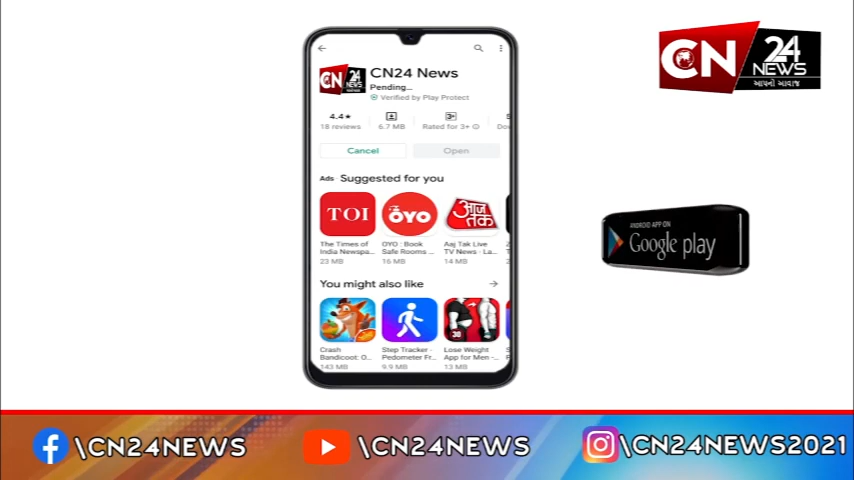 CN24 News
Pending...
Verified by Play Protect
4.4★
18 reviews
6.7 MB
3+
Rated for 3+
Cancel
Open
Ads Suggested for you
TOI
OYO
आज तक
The Times of
India Newspa...
23 MB
OYO : Book
Safe Rooms ...
16 MB
Aaj Tak Live
TV News - La...
14 MB
You might also like
30
Crash
Bandicoot: O...
143 MB
Step Tracker -
Pedometer Fr...
9.9 MB
Lose Weight
App for Men -...
13 MB
CN 24
NEWS
આપનો અવાજ
ANDROID APP ON
Google play
\CN24NEWS
\CN24NEWS
\CN24NEWS2021